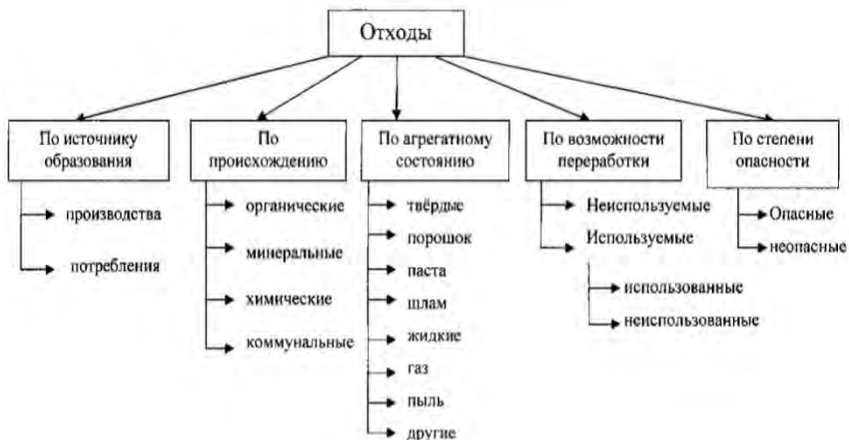 Отходы
По источнику
образования
производства
потребления
По
происхождению
органические
минеральные
химические
коммунальные
По агрегатному
состоянию
твёрдые
порошок
паста
шлам
жидкие
газ
пыль
другие
По возможности
переработки
Неиспользуемые
Используемые
использованные
неиспользованные
По степени
опасности
Опасные
неопасные